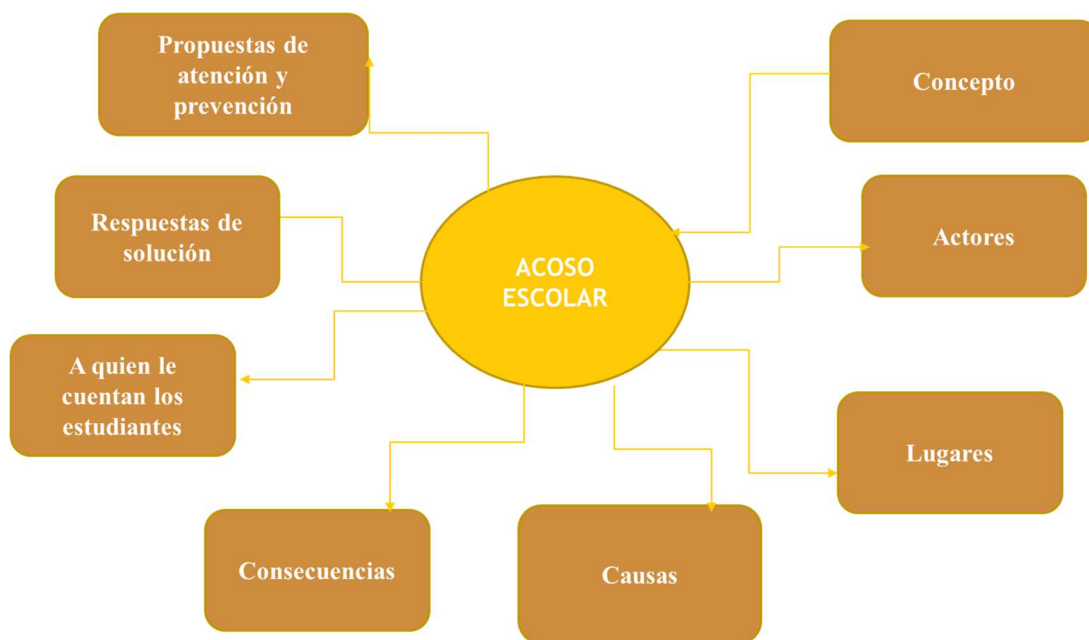 Propuestas de
atención y
prevención
Concepto
Respuestas de
solución
Actores
ACOSO
ESCOLAR
A quien le
cuentan los
estudiantes
Lugares
Consecuencias
Causas